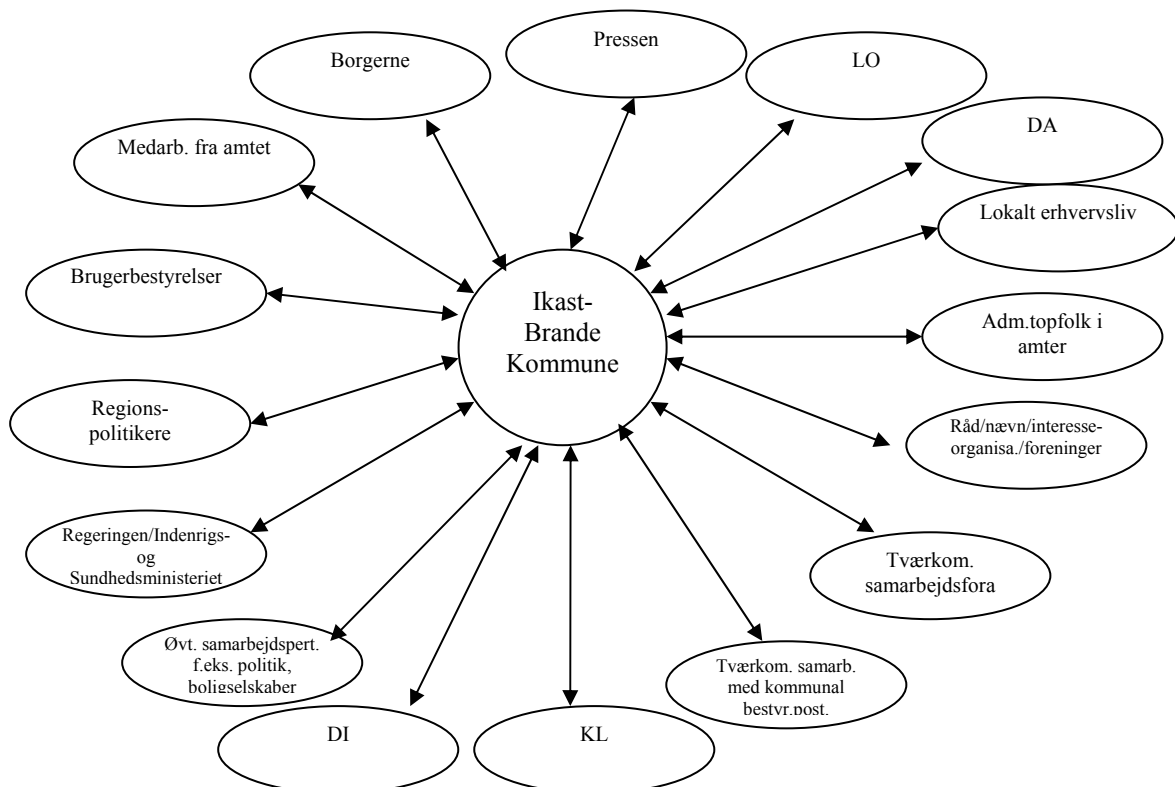 Pressen
LO
Borgerne
DA
Medarb. fra amtet
Lokalt erhvervsliv
Brugerbestyrelser
Ikast-
Brande
Kommune
Adm.topfolk i
amter
Regions-
politikere
Råd/nævn/interesse-
organisa./foreninger
Regeringen/Indenrigs-
og
Sundhedsministeriet
Tværkom.
samarbejdsfora
Øvt. samarbejdspert.
f.eks. politik,
boligselskaber
Tværkom. samarb.
med kommunal
bestyr.post.
DI
KL